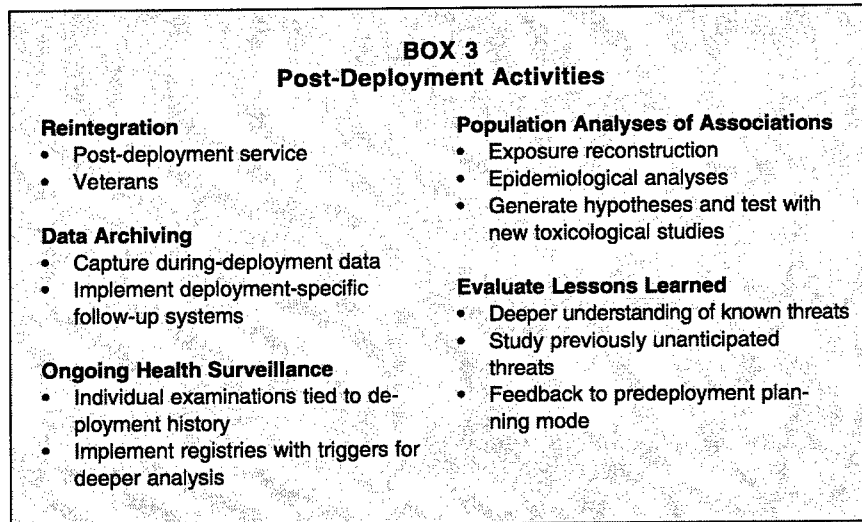 BOX 3
Post-Deployment Activities
Reintegration
• Post-deployment service
• Veterans
Data Archiving
• Capture during-deployment data
• Implement deployment-specific
follow-up systems
Ongoing Health Surveillance
• Individual examinations tied to de-
ployment history
• Implement registries with triggers for
deeper analysis
Population Analyses of Associations
• Exposure reconstruction
• Epidemiological analyses
• Generate hypotheses and test with
new toxicological studies
Evaluate Lessons Learned
• Deeper understanding of known threats
• Study previously unanticipated
threats
• Feedback to predeployment plan-
ning mode